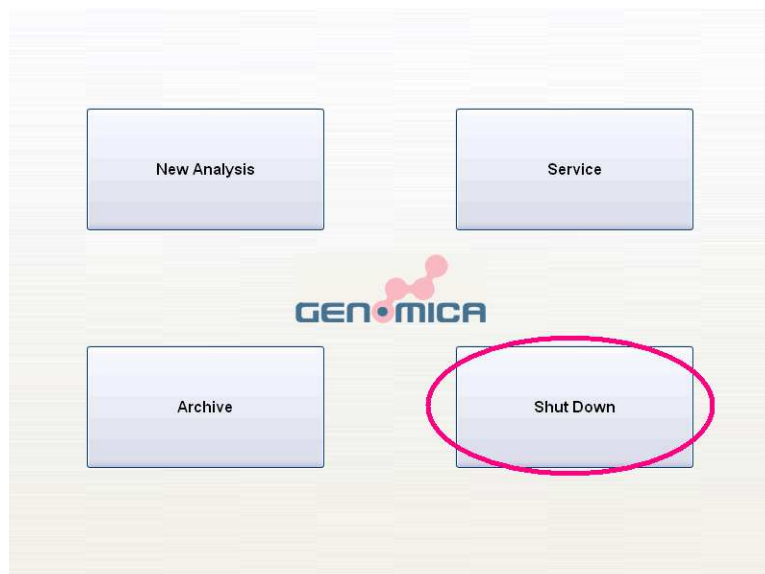 New Analysis
Service
GENOMICA
Archive
Shut Down